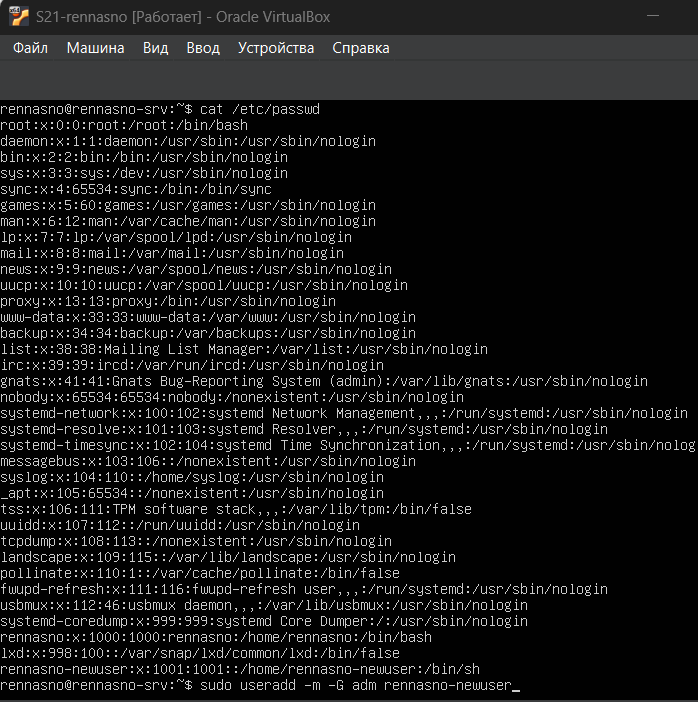 S21-rennasno [Работает] - Oracle VirtualBox
Файл Машина Вид Ввод Устройства Справка
rennasno@rennasno-srv:~$ cat /etc/passwd
root:x:0:0:root:/root:/bin/bash
daemon:x:1:1:daemon:/usr/sbin:/usr/sbin/nologin
bin:x:2:2:bin:/bin:/usr/sbin/nologin
sys:x:3:3:sys:/dev:/usr/sbin/nologin
sync:x:4:65534:sync:/bin:/bin/sync
games:x:5:60:games:/usr/games:/usr/sbin/nologin
man:x:6:12:man:/var/cache/man:/usr/sbin/nologin
lp:x:7:7:lp:/var/spool/lpd:/usr/sbin/nologin
mail:x:8:8:mail:/var/mail:/usr/sbin/nologin
news:x:9:9:news:/var/spool/news:/usr/sbin/nologin
uucp:x:10:10:uucp:/var/spool/uucp:/usr/sbin/nologin
proxy:x:13:13:proxy:/bin:/usr/sbin/nologin
www-data:x:33:33:www-data:/var/www:/usr/sbin/nologin
backup:x:34:34:backup:/var/backups:/usr/sbin/nologin
list:x:38:38:Mailing List Manager:/var/list:/usr/sbin/nologin
irc:x:39:39:ircd:/var/run/ircd:/usr/sbin/nologin
gnats:x:41:41:Gnats Bug-Reporting System (admin):/var/lib/gnats:/usr/sbin/nologin
nobody:x:65534:65534:nobody:/nonexistent:/usr/sbin/nologin
systemd-network:x:100:102:systemd Network Management,,,:/run/systemd:/usr/sbin/nologin
systemd-resolve:x:101:103:systemd Resolver,,,:/run/systemd:/usr/sbin/nologin
systemd-timesync:x:102:104:systemd Time Synchronization,,,:/run/systemd:/usr/sbin/nolog
messagebus:x:103:106::/nonexistent:/usr/sbin/nologin
syslog:x:104:110::/home/syslog:/usr/sbin/nologin
_apt:x:105:65534::/nonexistent:/usr/sbin/nologin
tss:x:106:111:TPM software stack,,,:/var/lib/tpm:/bin/false
uuidd:x:107:112::/run/uuidd:/usr/sbin/nologin
tcpdump:x:108:113::/nonexistent:/usr/sbin/nologin
landscape:x:109:115::/var/lib/landscape:/usr/sbin/nologin
pollinate:x:110:1::/var/cache/pollinate:/bin/false
fwupd-refresh:x:111:116:fwupd-refresh user,,,:/run/systemd:/usr/sbin/nologin
usbmux:x:112:46:usbmux daemon,,,:/var/lib/usbmux:/usr/sbin/nologin
systemd-coredump:x:999:999:systemd Core Dumper:/:/usr/sbin/nologin
rennasno:x:1000:1000:rennasno:/home/rennasno:/bin/bash
lxd:x:998:100::/var/snap/lxd/common/lxd:/bin/false
rennasno-newuser:x:1001:1001::/home/rennasno-newuser:/bin/sh
rennasno@rennasno-srv:~$ sudo useradd -m -G adm rennasno-newuser_